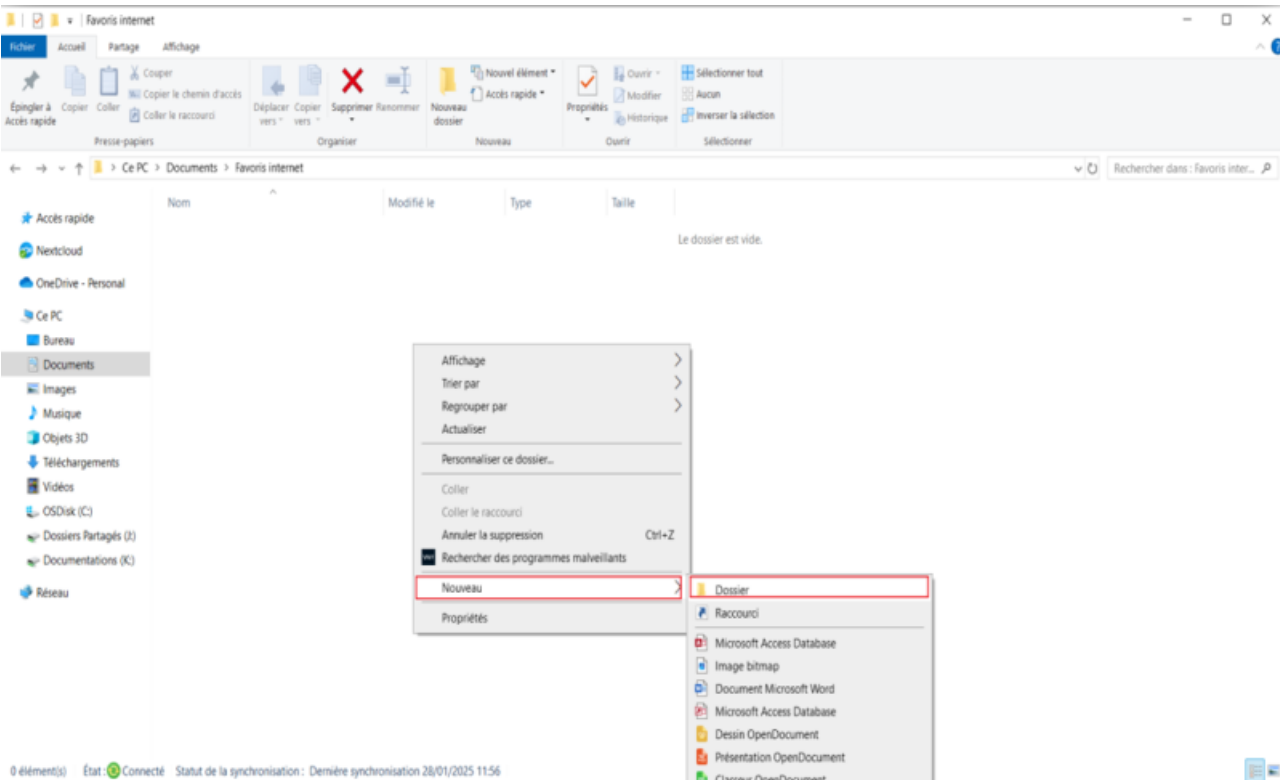 Favoris internet
Fichier Accueil Partage Affichage
Épingler à Accès rapide
Copier
Coller
Couper
Copier le chemin d'accès
Coller le raccourci
Presse-papiers
Déplacer vers
Copier vers
Supprimer
Renommer
Organiser
Nouveau dossier
Nouvel élément
Accès rapide
Nouveau
Propriétés
Ouvrir
Modifier
Historique
Ouvrir
Sélectionner tout
Aucun
Inverser la sélection
Sélectionner
Ce PC > Documents > Favoris internet
Rechercher dans : Favoris inter...
Nom Modifié le Type Taille
Le dossier est vide.
Accès rapide
Nextcloud
OneDrive - Personal
Ce PC
Bureau
Documents
Images
Musique
Objets 3D
Téléchargements
Vidéos
OSDisk (C:)
Dossiers Partagés (J:)
Documentations (K:)
Réseau
Affichage
Trier par
Regrouper par
Actualiser
Personnaliser ce dossier...
Coller
Coller le raccourci
Annuler la suppression Ctrl+Z
Rechercher des programmes malveillants
Nouveau
Propriétés
Dossier
Raccourci
Microsoft Access Database
Image bitmap
Document Microsoft Word
Microsoft Access Database
Dessin OpenDocument
Présentation OpenDocument
Classeur OpenDocument
0 élément(s) État : Connecté Statut de la synchronisation : Dernière synchronisation 28/01/2025 11:56